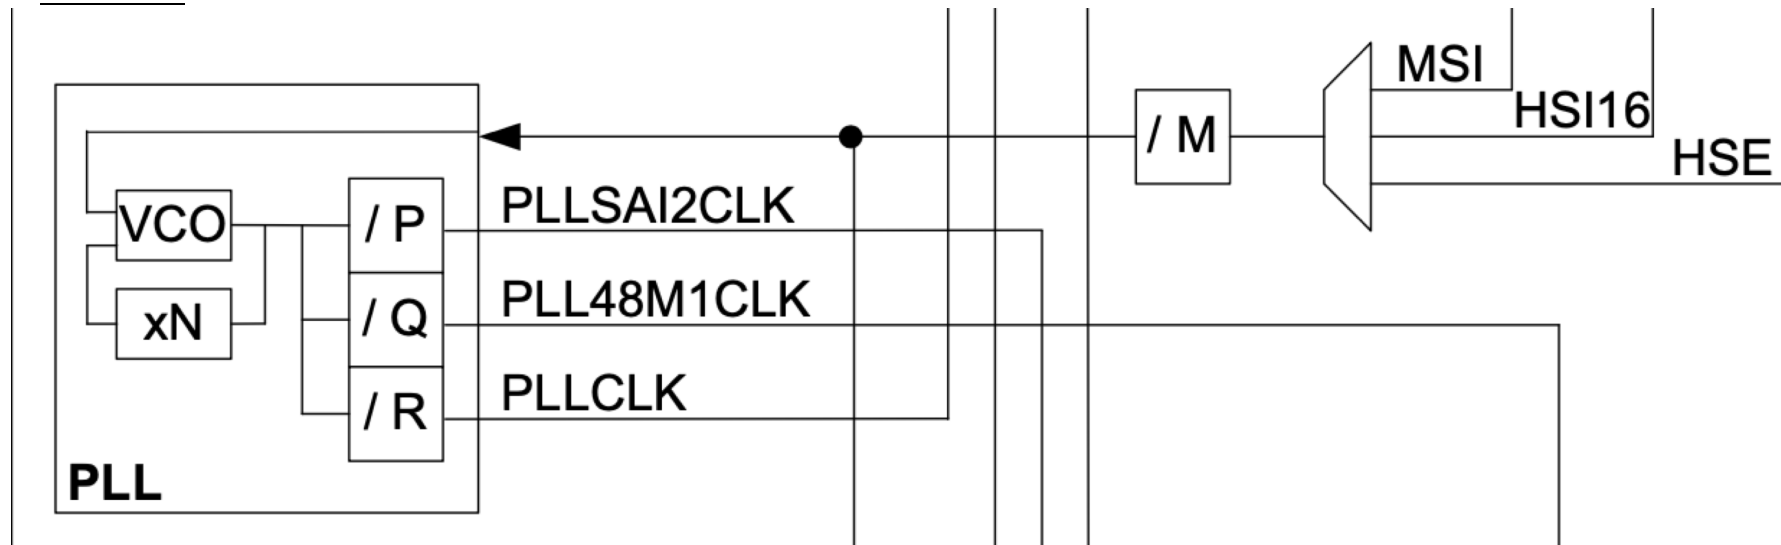 MSI
HSI16
/ M
HSE
PLLSAI2CLK
VCO
/ P
PLL48M1CLK
xN
/ Q
PLLCLK
/ R
PLL